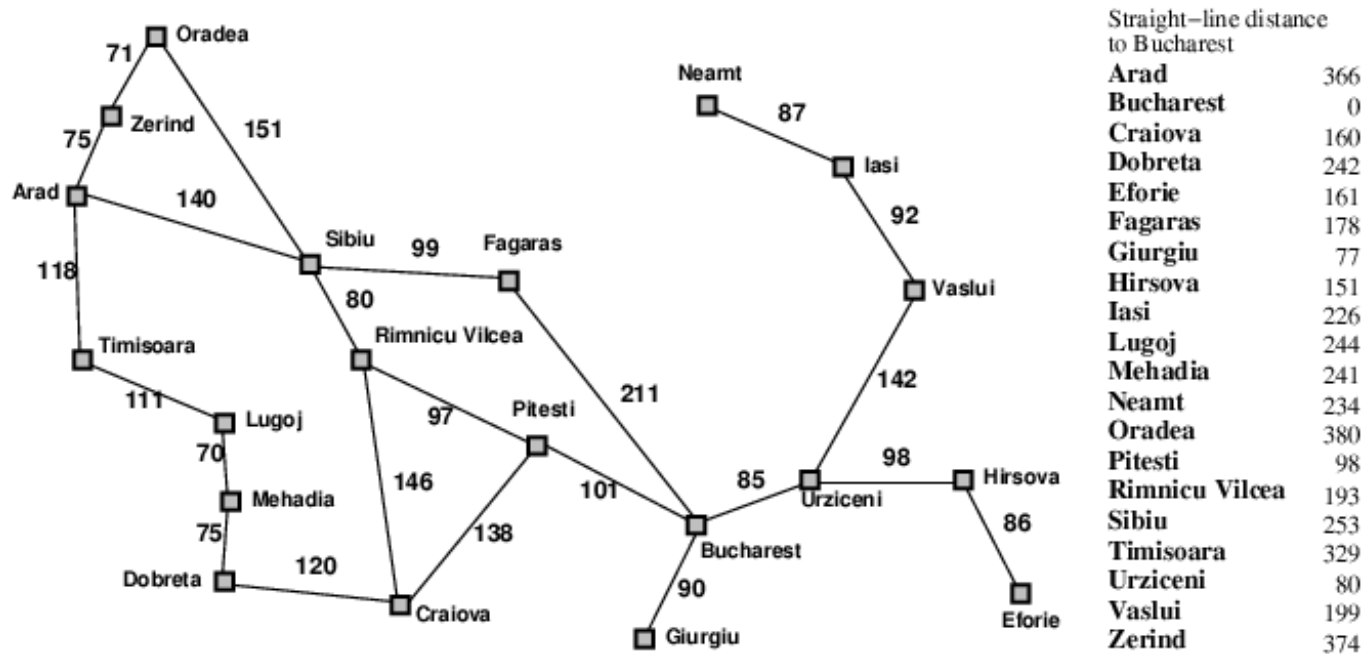 Oradea
71
Neamt
87
Zerind
151
75
Iasi
Arad
140
92
Sibiu
99
Fagaras
118
80
Vaslui
Rimnicu Vilcea
Timisoara
142
111
211
Lugoj
97
Pitesti
70
98
Hirsova
146
85
101
Urziceni
Mehadia
86
75
138
Bucharest
120
Dobreta
90
Craiova
Eforie
Giurgiu
Straight−line distance
to Bucharest
Arad 366
Bucharest 0
Craiova 160
Dobreta 242
Eforie 161
Fagaras 178
Giurgiu 77
Hirsova 151
Iasi 226
Lugoj 244
Mehadia 241
Neamt 234
Oradea 380
Pitesti 98
Rimnicu Vilcea 193
Sibiu 253
Timisoara 329
Urziceni 80
Vaslui 199
Zerind 374